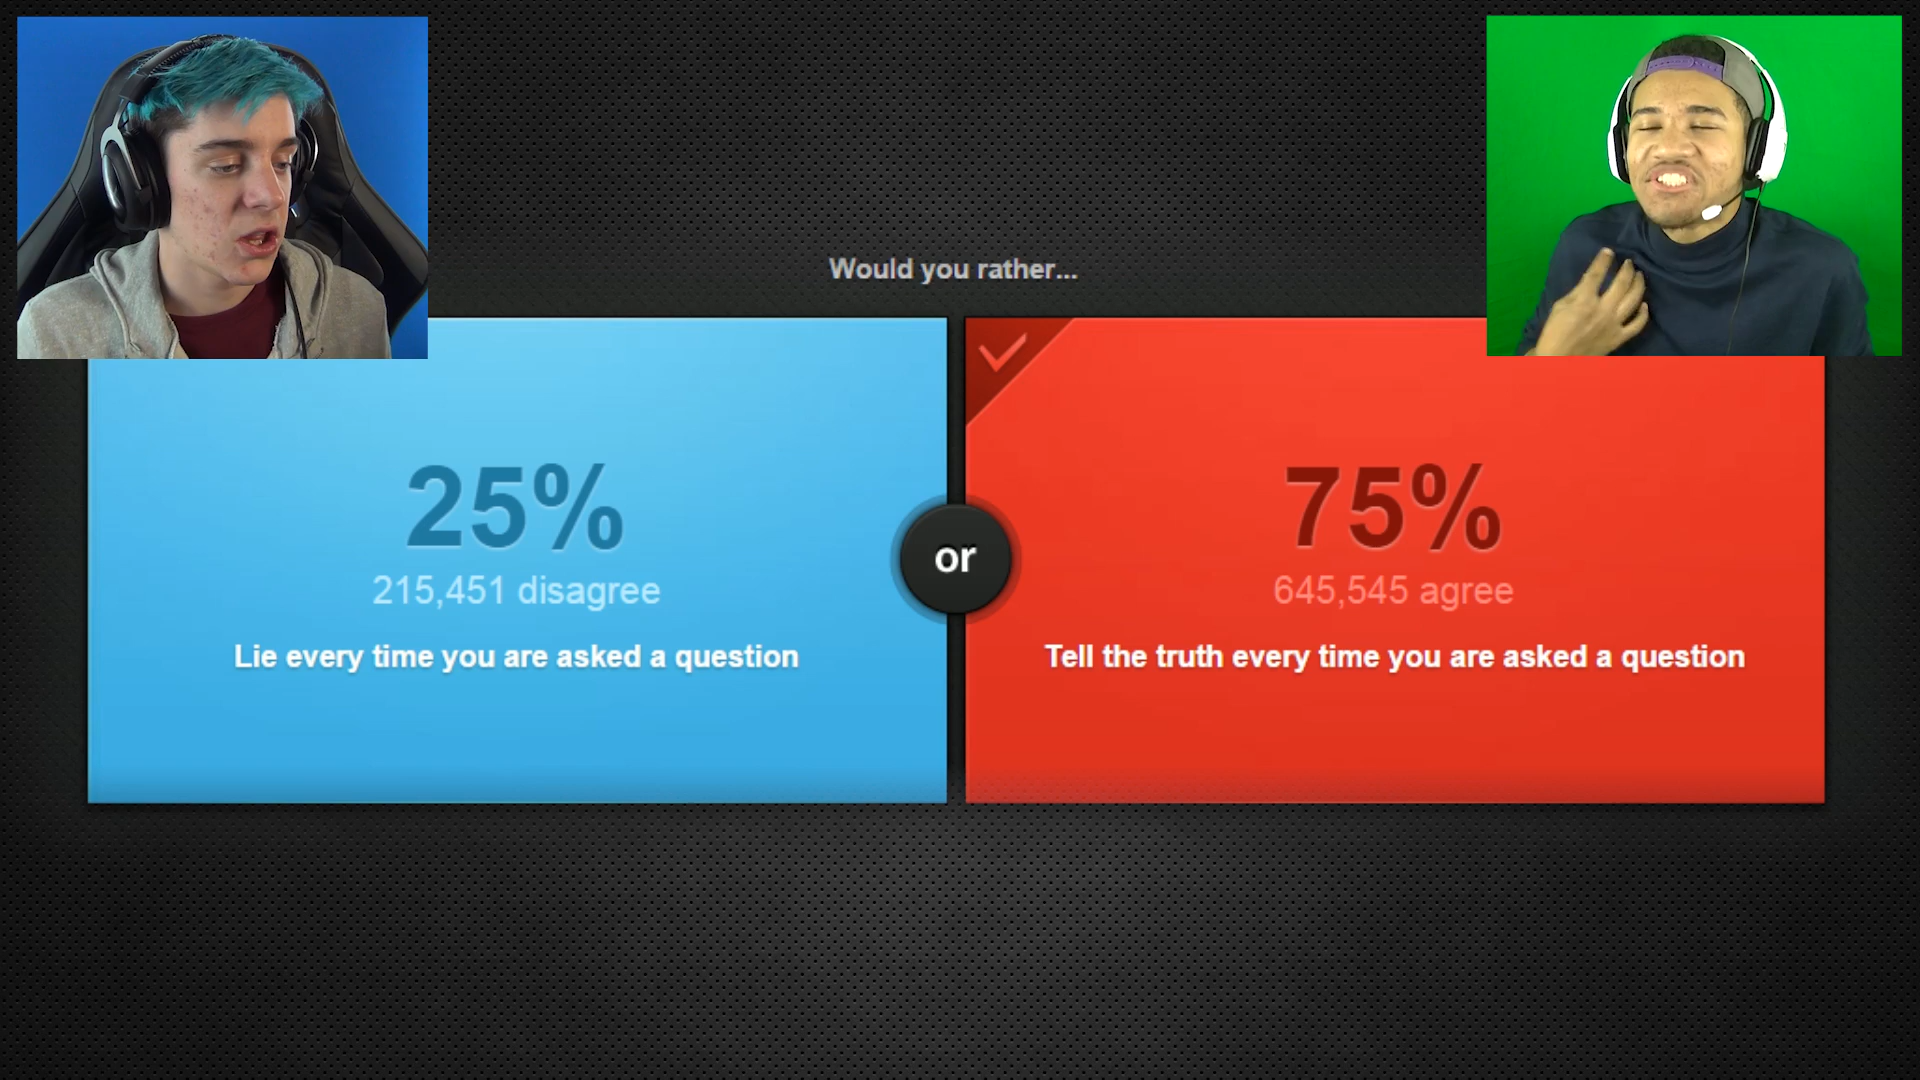 Would you rather...
25%
215,451 disagree
Lie every time you are asked a question
or
75%
645,545 agree
Tell the truth every time you are asked a question